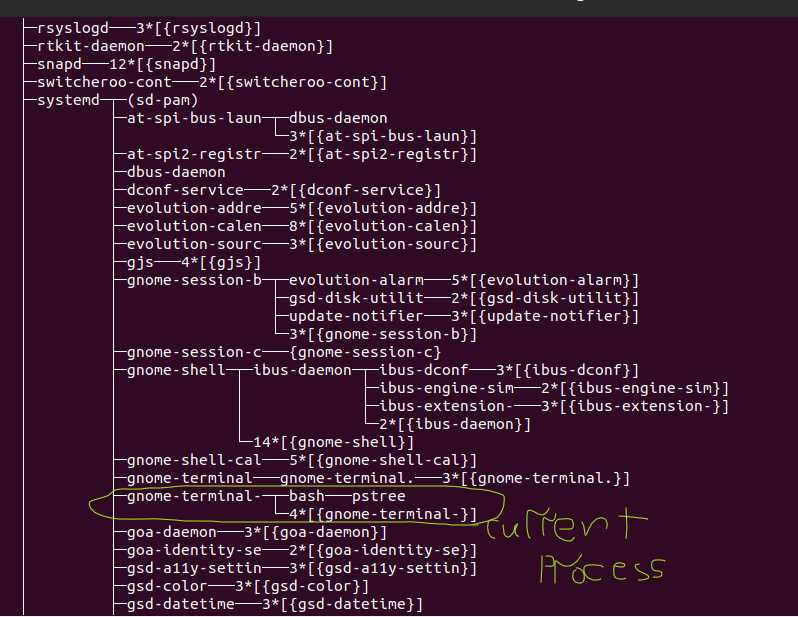 ├─rsyslogd───3*[{rsyslogd}]
├─rtkit-daemon───2*[{rtkit-daemon}]
├─snapd───12*[{snapd}]
├─switcheroo-cont───2*[{switcheroo-cont}]
├─systemd─┬─(sd-pam)
├─at-spi-bus-laun─┬─dbus-daemon
└─3*[{at-spi-bus-laun}]
├─at-spi2-registr───2*[{at-spi2-registr}]
├─dbus-daemon
├─dconf-service───2*[{dconf-service}]
├─evolution-addre───5*[{evolution-addre}]
├─evolution-calen───8*[{evolution-calen}]
├─evolution-sourc───3*[{evolution-sourc}]
├─gjs───4*[{gjs}]
├─gnome-session-b─┬─evolution-alarm───5*[{evolution-alarm}]
├─gsd-disk-utilit───2*[{gsd-disk-utilit}]
├─update-notifier───3*[{update-notifier}]
└─3*[{gnome-session-b}]
├─gnome-session-c───{gnome-session-c}
├─gnome-shell─┬─ibus-daemon─┬─ibus-dconf───3*[{ibus-dconf}]
├─ibus-engine-sim───2*[{ibus-engine-sim}]
├─ibus-extension-───3*[{ibus-extension-}]
└─2*[{ibus-daemon}]
└─14*[{gnome-shell}]
├─gnome-shell-cal───5*[{gnome-shell-cal}]
├─gnome-terminal───gnome-terminal.───3*[{gnome-terminal.}]
├─gnome-terminal-─┬─bash───pstree
└─4*[{gnome-terminal-}]
Current
Process
├─goa-daemon───3*[{goa-daemon}]
├─goa-identity-se───2*[{goa-identity-se}]
├─gsd-a11y-settin───3*[{gsd-a11y-settin}]
├─gsd-color───3*[{gsd-color}]
├─gsd-datetime───3*[{gsd-datetime}]